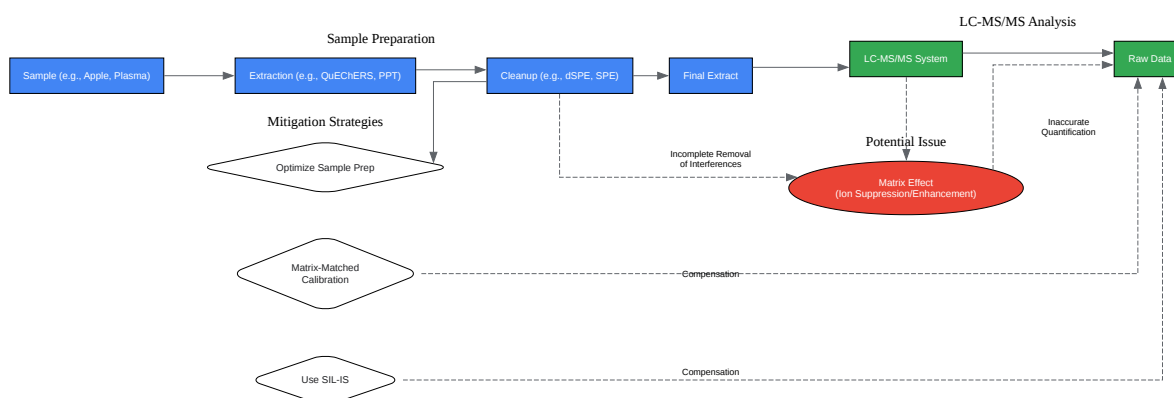 LC-MS/MS Analysis
Sample Preparation
Sample (e.g., Apple, Plasma)
Extraction (e.g., QuEChERS, PPT)
Cleanup (e.g., dSPE, SPE)
Final Extract
LC-MS/MS System
Raw Data
Mitigation Strategies
Inaccurate
Quantification
Potential Issue
Optimize Sample Prep
Incomplete Removal
of Interferences
Matrix Effect
(Ion Suppression/Enhancement)
Matrix-Matched
Calibration
Compensation
Use SIL-IS
Compensation